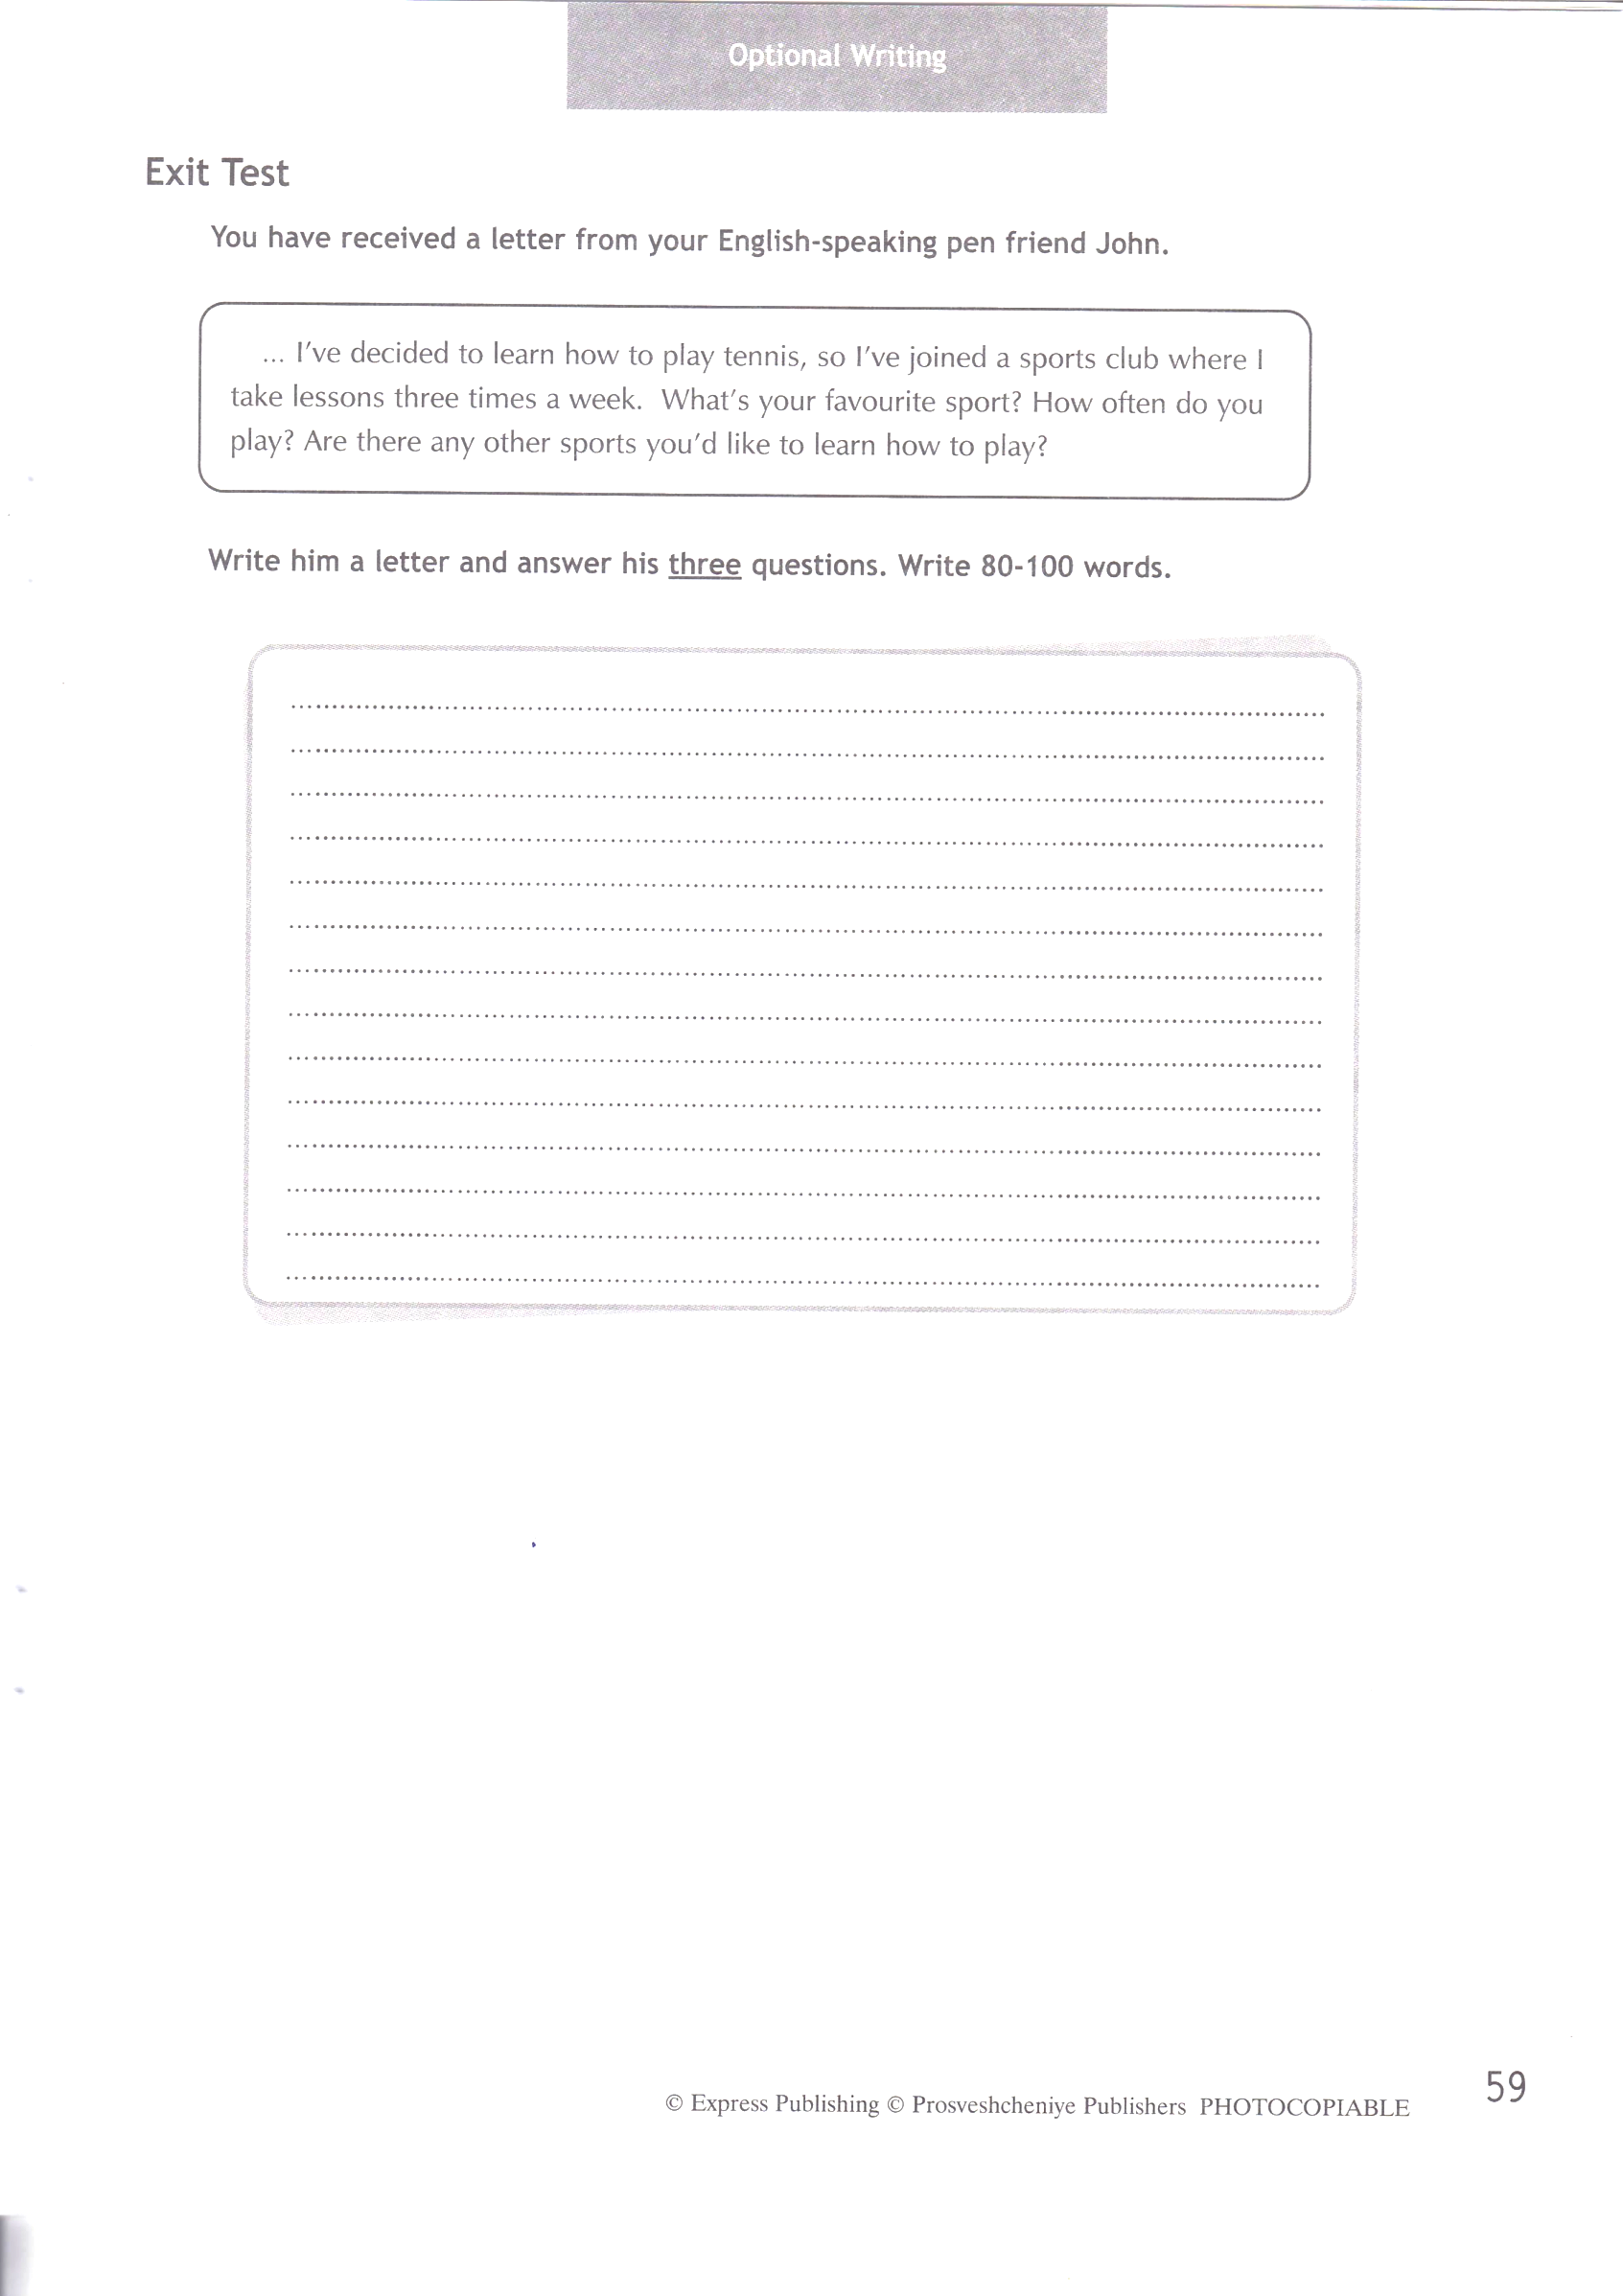 Optional Writing
Exit Test
You have received a letter from your English-speaking pen friend John.
... I've decided to learn how to play tennis, so I've joined a sports club where I
take lessons three times a week. What's your favourite sport? How often do you
play? Are there any other sports you'd like to learn how to play?
Write him a letter and answer his three questions. Write 80-100 words.
© Express Publishing © Prosveshcheniye Publishers PHOTOCOPIABLE
59